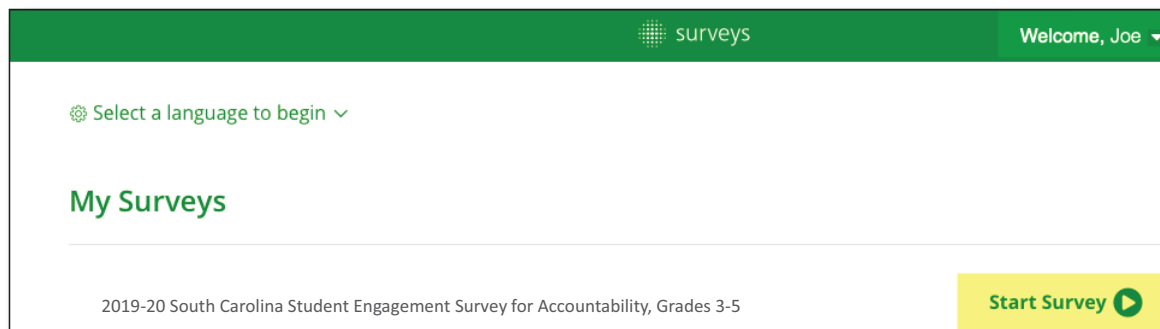 surveys
Welcome, Joe
Select a language to begin
My Surveys
2019-20 South Carolina Student Engagement Survey for Accountability, Grades 3-5
Start Survey